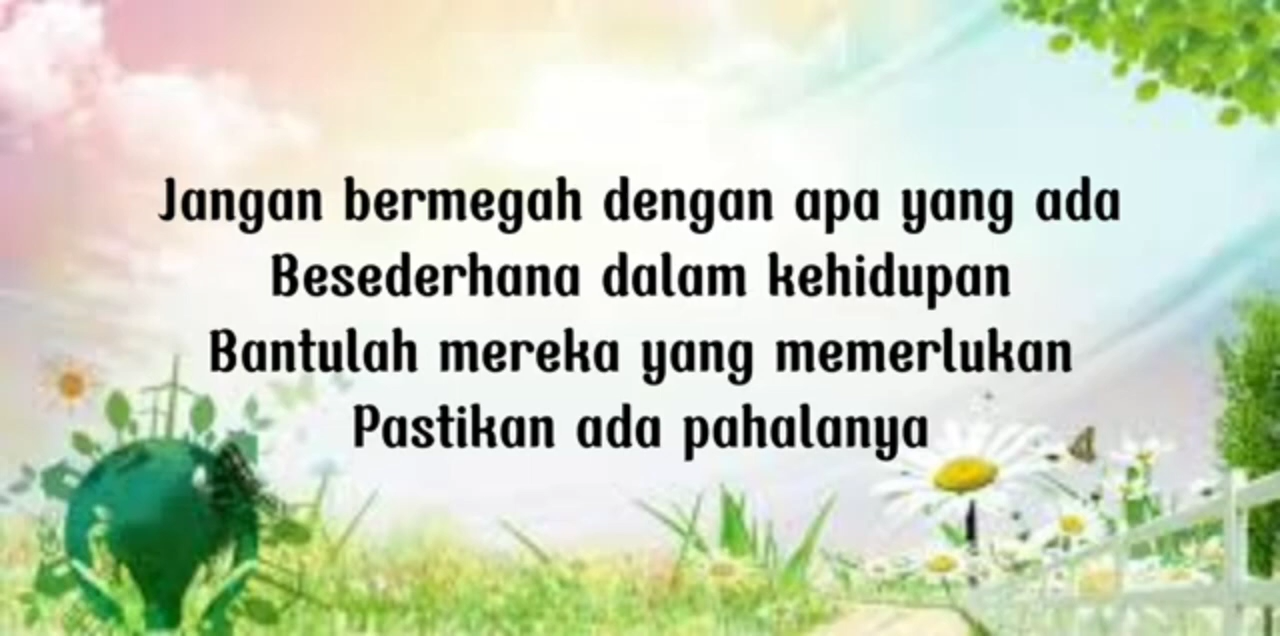 Jangan bermegah dengan apa yang ada
Besederhana dalam kehidupan
Bantulah mereka yang memerlukan
Pastikan ada pahalanya